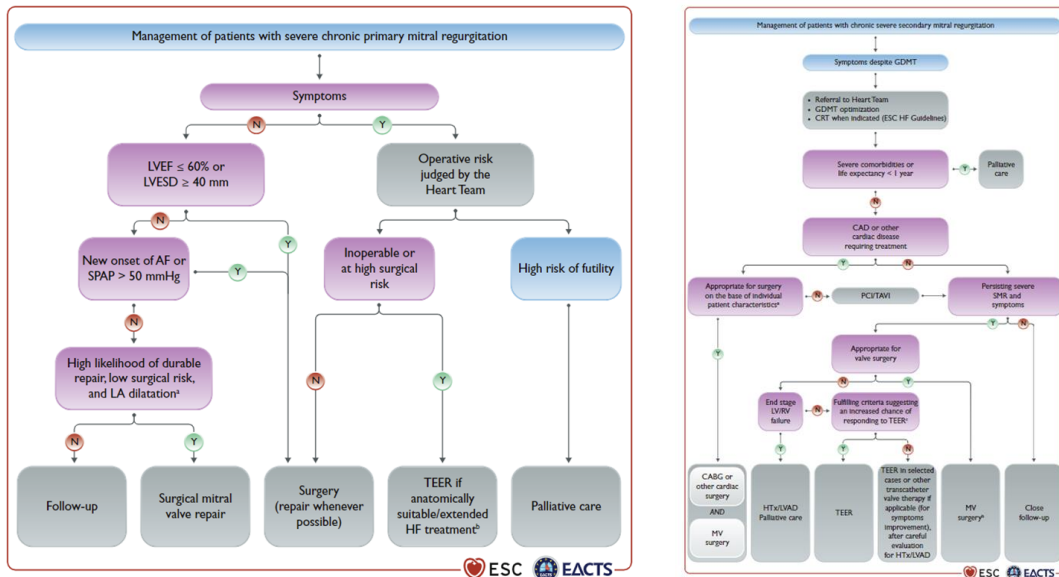 Management of patients with severe chronic primary mitral regurgitation
Symptoms
N
Y
LVEF ≤ 60% or
LVESD ≥ 40 mm
Operative risk
judged by the
Heart Team
N
Y
New onset of AF or
SPAP > 50 mmHg
Y
Inoperable or
at high surgical
risk
High risk of futility
N
High likelihood of durable
repair, low surgical risk,
and LA dilatationᵃ
N
Y
N
Y
Follow-up
Surgical mitral
valve repair
Surgery
(repair whenever
possible)
TEER if
anatomically
suitable/extended
HF treatmentᵇ
Palliative care
ESC
EACTS
Management of patients with chronic severe secondary mitral regurgitation
Symptoms despite GDMT
• Referral to Heart Team
• GDMT optimization
• CRT when indicated (ESC HF Guidelines)
Severe comorbidities or
life expectancy < 1 year
Y
Palliative
care
N
CAD or other
cardiac disease
requiring treatment
Y
N
Appropriate for surgery
on the base of individual
patient characteristicsᵃ
N
PCI/TAVI
Persisting severe
SMR and
symptoms
Y
N
Y
Appropriate for
valve surgery
N
Y
End stage
LV/RV
failure
N
Fulfilling criteria suggesting
an increased chance of
responding to TEERᶜ
Y
Y
N
CABG or
other cardiac
surgery
AND
MV
surgery
HTx/LVAD
Palliative care
TEER
TEER in selected
cases or other
transcatheter
valve therapy if
applicable (for
symptoms
improvement),
after careful
evaluation
for HTx/LVAD
MV
surgeryᵇ
Close
follow-up
ESC
EACTS